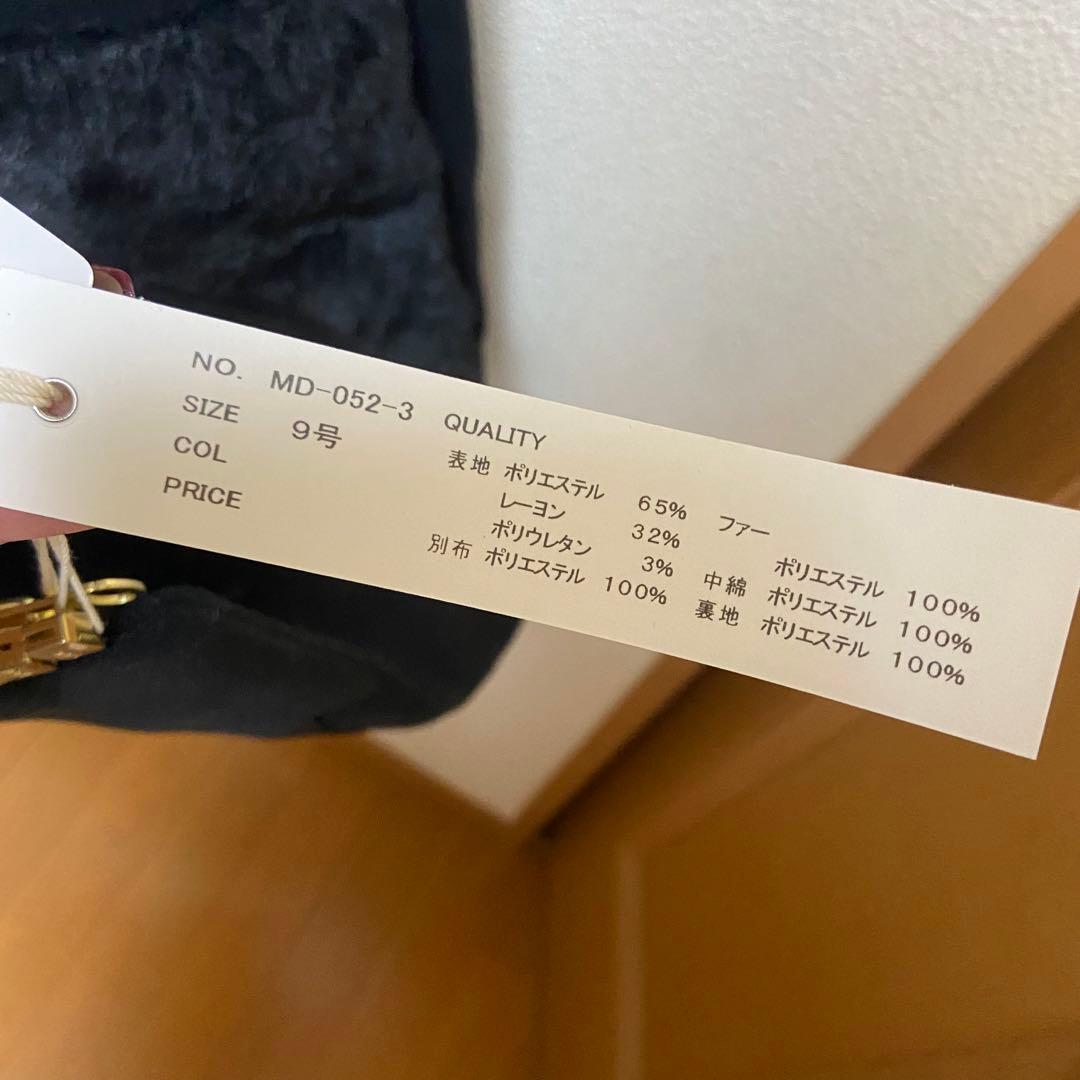 NO. MD-052-3
SIZE 9号
COL
PRICE
QUALITY
表地 ポリエステル 65%
レーヨン 32%
ポリウレタン 3%
別布 ポリエステル 100%
ファー
ポリエステル 100%
中綿 ポリエステル 100%
裏地 ポリエステル 100%